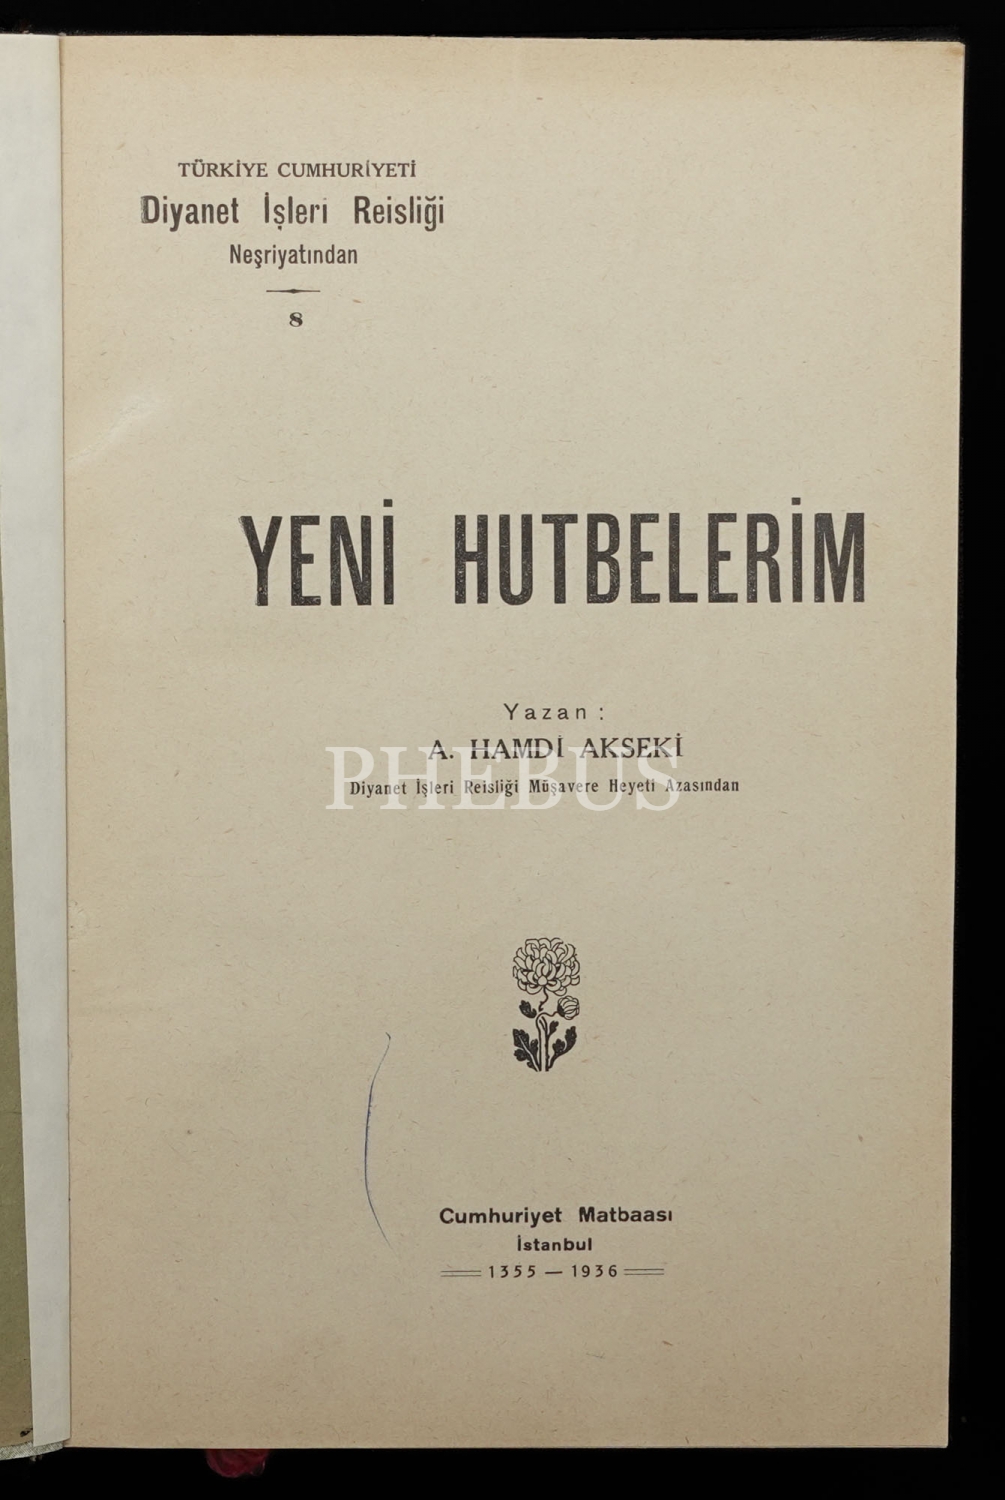 TÜRKİYE CUMHURİYETİ
Diyanet İşleri Reisliği
Neşriyatından
8
YENİ HUTBELERİM
Yazan :
A. HAMDİ AKSEKİ
PHEBUS
Diyanet İşleri Reisliği Müşavere Heyeti Azasından
Cumhuriyet Matbaası
İstanbul
1355 — 1936